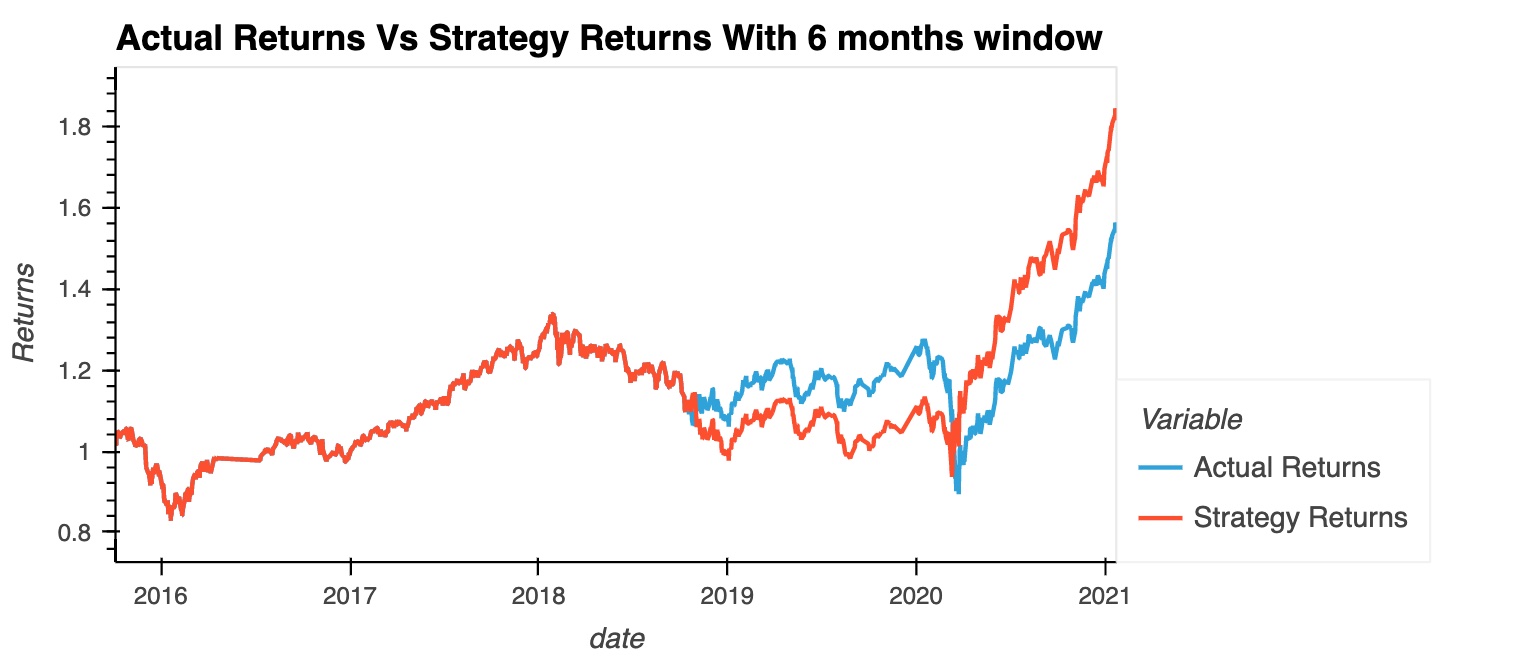 Actual Returns Vs Strategy Returns With 6 months window
Returns
1.8
1.6
1.4
1.2
1
0.8
2016 2017 2018 2019 2020 2021
date
Variable
Actual Returns
Strategy Returns